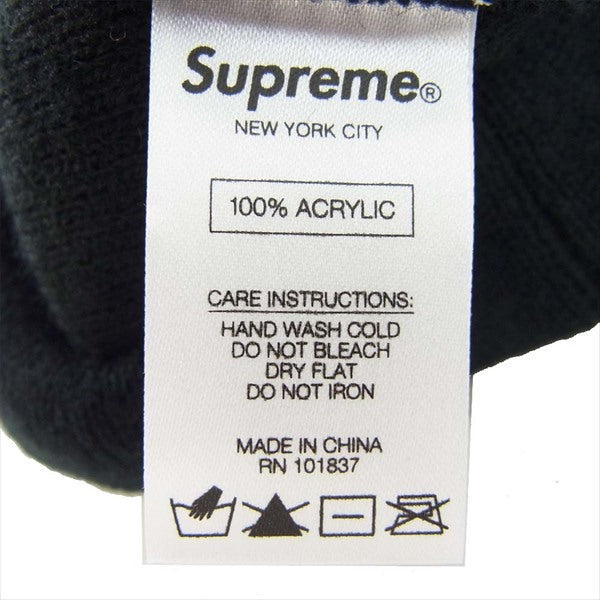 Supreme®
NEW YORK CITY
100% ACRYLIC
CARE INSTRUCTIONS:
HAND WASH COLD
DO NOT BLEACH
DRY FLAT
DO NOT IRON
MADE IN CHINA
RN 101837